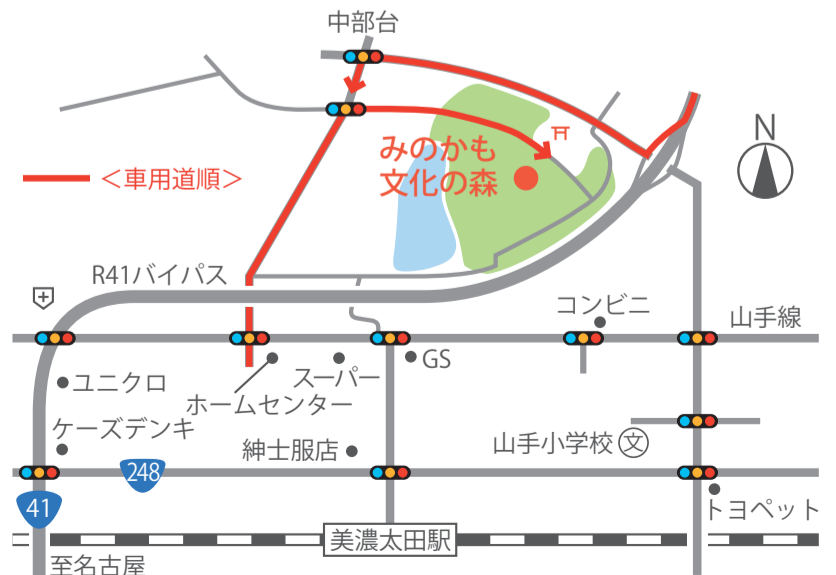 中部台
N
みのかも
文化の森
＜車用道順＞
R41バイパス
コンビニ
山手線
GS
スーパー
ユニクロ
ホームセンター
ケーズデンキ
紳士服店
山手小学校 文
248
41
トヨペット
美濃太田駅
至名古屋